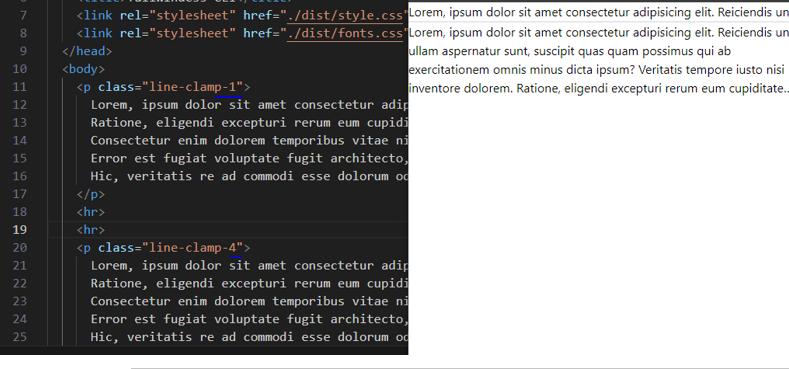 7 <link rel="stylesheet" href="./dist/style.css"
8 <link rel="stylesheet" href="./dist/fonts.css"
9 </head>
10 <body>
11 <p class="line-clamp-1">
12 Lorem, ipsum dolor sit amet consectetur adip
13 Ratione, eligendi excepturi rerum eum cupidi
14 Consectetur enim dolorem temporibus vitae ni
15 Error est fugiat voluptate fugit architecto,
16 Hic, veritatis re ad commodi esse dolorum od
17 </p>
18 <hr>
19 <hr>
20 <p class="line-clamp-4">
21 Lorem, ipsum dolor sit amet consectetur adip
22 Ratione, eligendi excepturi rerum eum cupidi
23 Consectetur enim dolorem temporibus vitae ni
24 Error est fugiat voluptate fugit architecto,
25 Hic, veritatis re ad commodi esse dolorum od
Lorem, ipsum dolor sit amet consectetur adipisicing elit. Reiciendis un
Lorem, ipsum dolor sit amet consectetur adipisicing elit. Reiciendis un
ullam aspernatur sunt, suscipit quas quam possimus qui ab
exercitationem omnis minus dicta ipsum? Veritatis tempore iusto nisi
inventore dolorem. Ratione, eligendi excepturi rerum eum cupiditate..